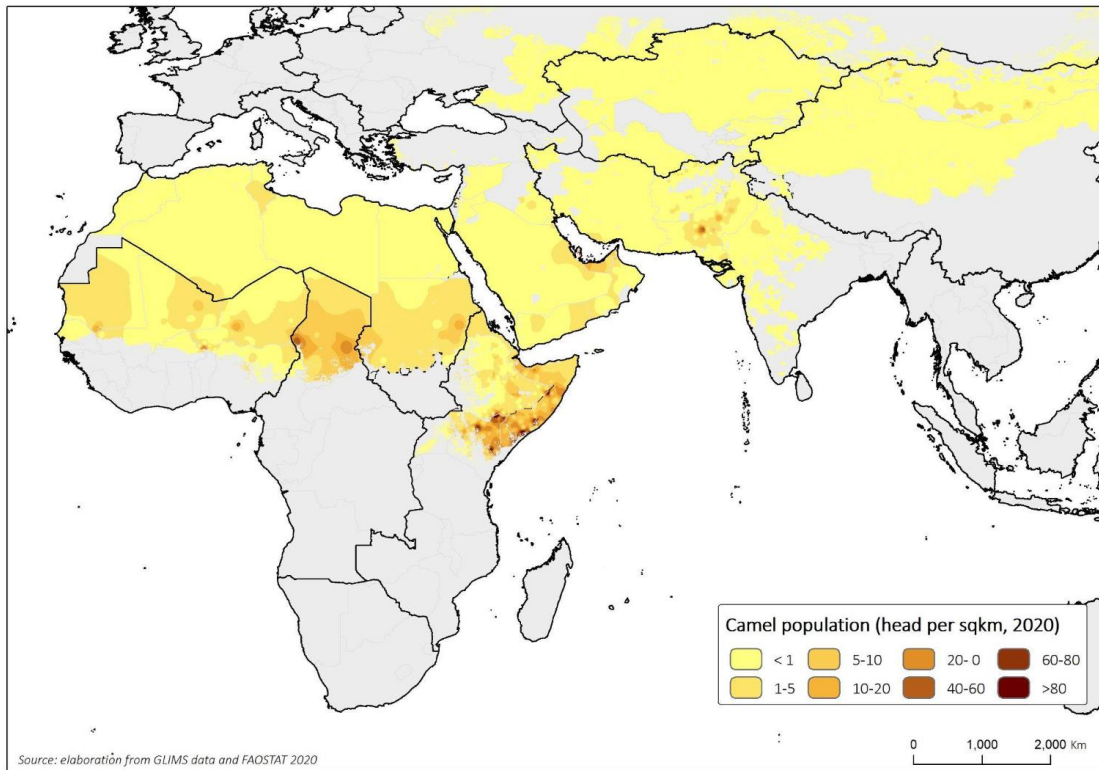 Camel population (head per sqkm, 2020)
< 1
5-10
20- 0
60-80
1-5
10-20
40-60
>80
0 1,000 2,000 Km
Source: elaboration from GLIMS data and FAOSTAT 2020